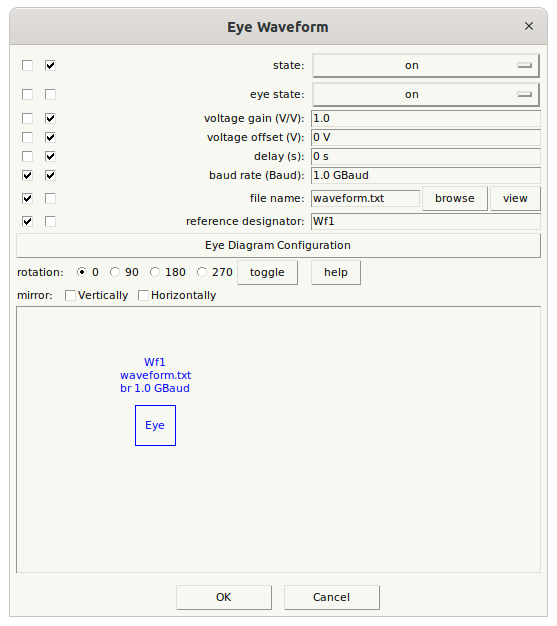 Eye Waveform
state: on
eye state: on
voltage gain (V/V): 1.0
voltage offset (V): 0 V
delay (s): 0 s
baud rate (Baud): 1.0 GBaud
file name: waveform.txt browse view
reference designator: Wf1
Eye Diagram Configuration
rotation: 0 90 180 270 toggle help
mirror: Vertically Horizontally
Wf1
waveform.txt
br 1.0 GBaud
Eye
OK Cancel